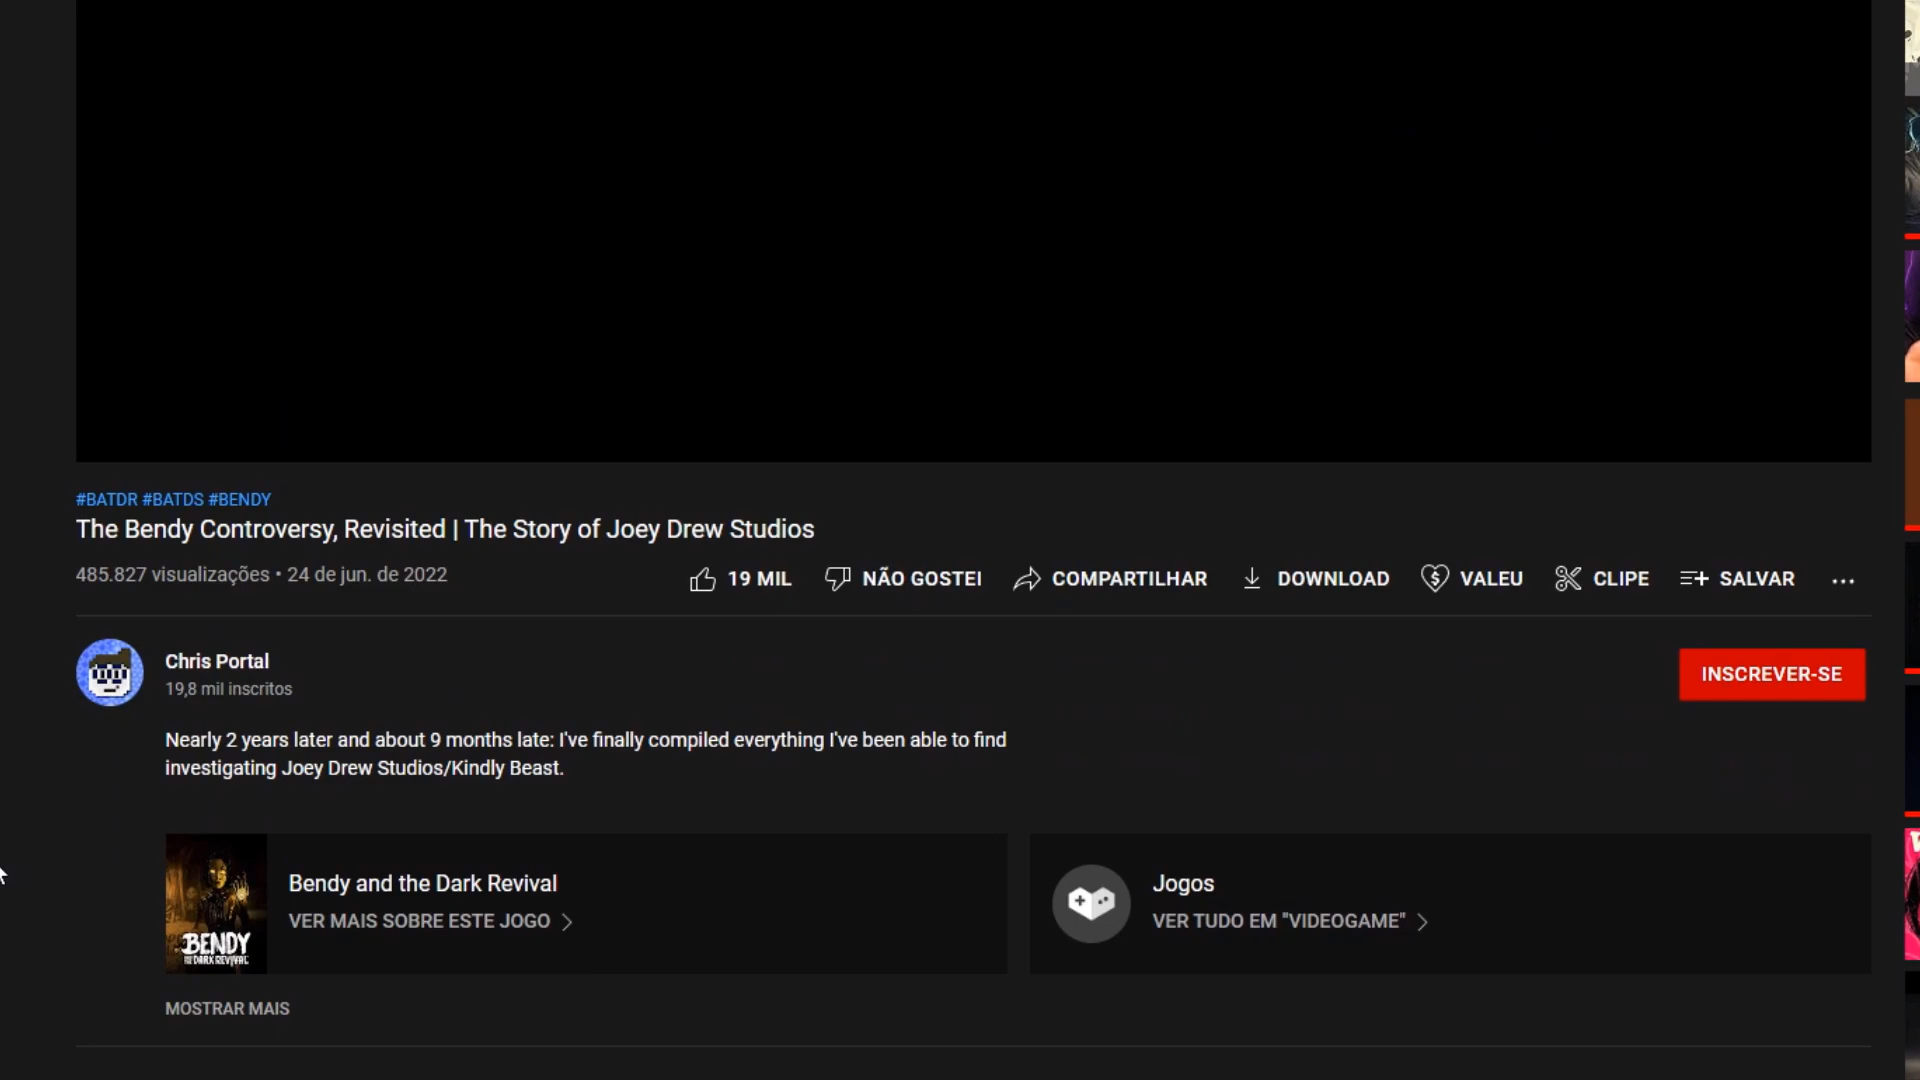 #BATDR #BATDS #BENDY
The Bendy Controversy, Revisited | The Story of Joey Drew Studios
485.827 visualizações • 24 de jun. de 2022
19 MIL
NÃO GOSTEI
COMPARTILHAR
DOWNLOAD
VALEU
CLIPE
SALVAR
Chris Portal
19,8 mil inscritos
INSCREVER-SE
Nearly 2 years later and about 9 months late: I've finally compiled everything I've been able to find
investigating Joey Drew Studios/Kindly Beast.
BENDY
AND THE DARK REVIVAL
Bendy and the Dark Revival
VER MAIS SOBRE ESTE JOGO
Jogos
VER TUDO EM "VIDEOGAME"
MOSTRAR MAIS